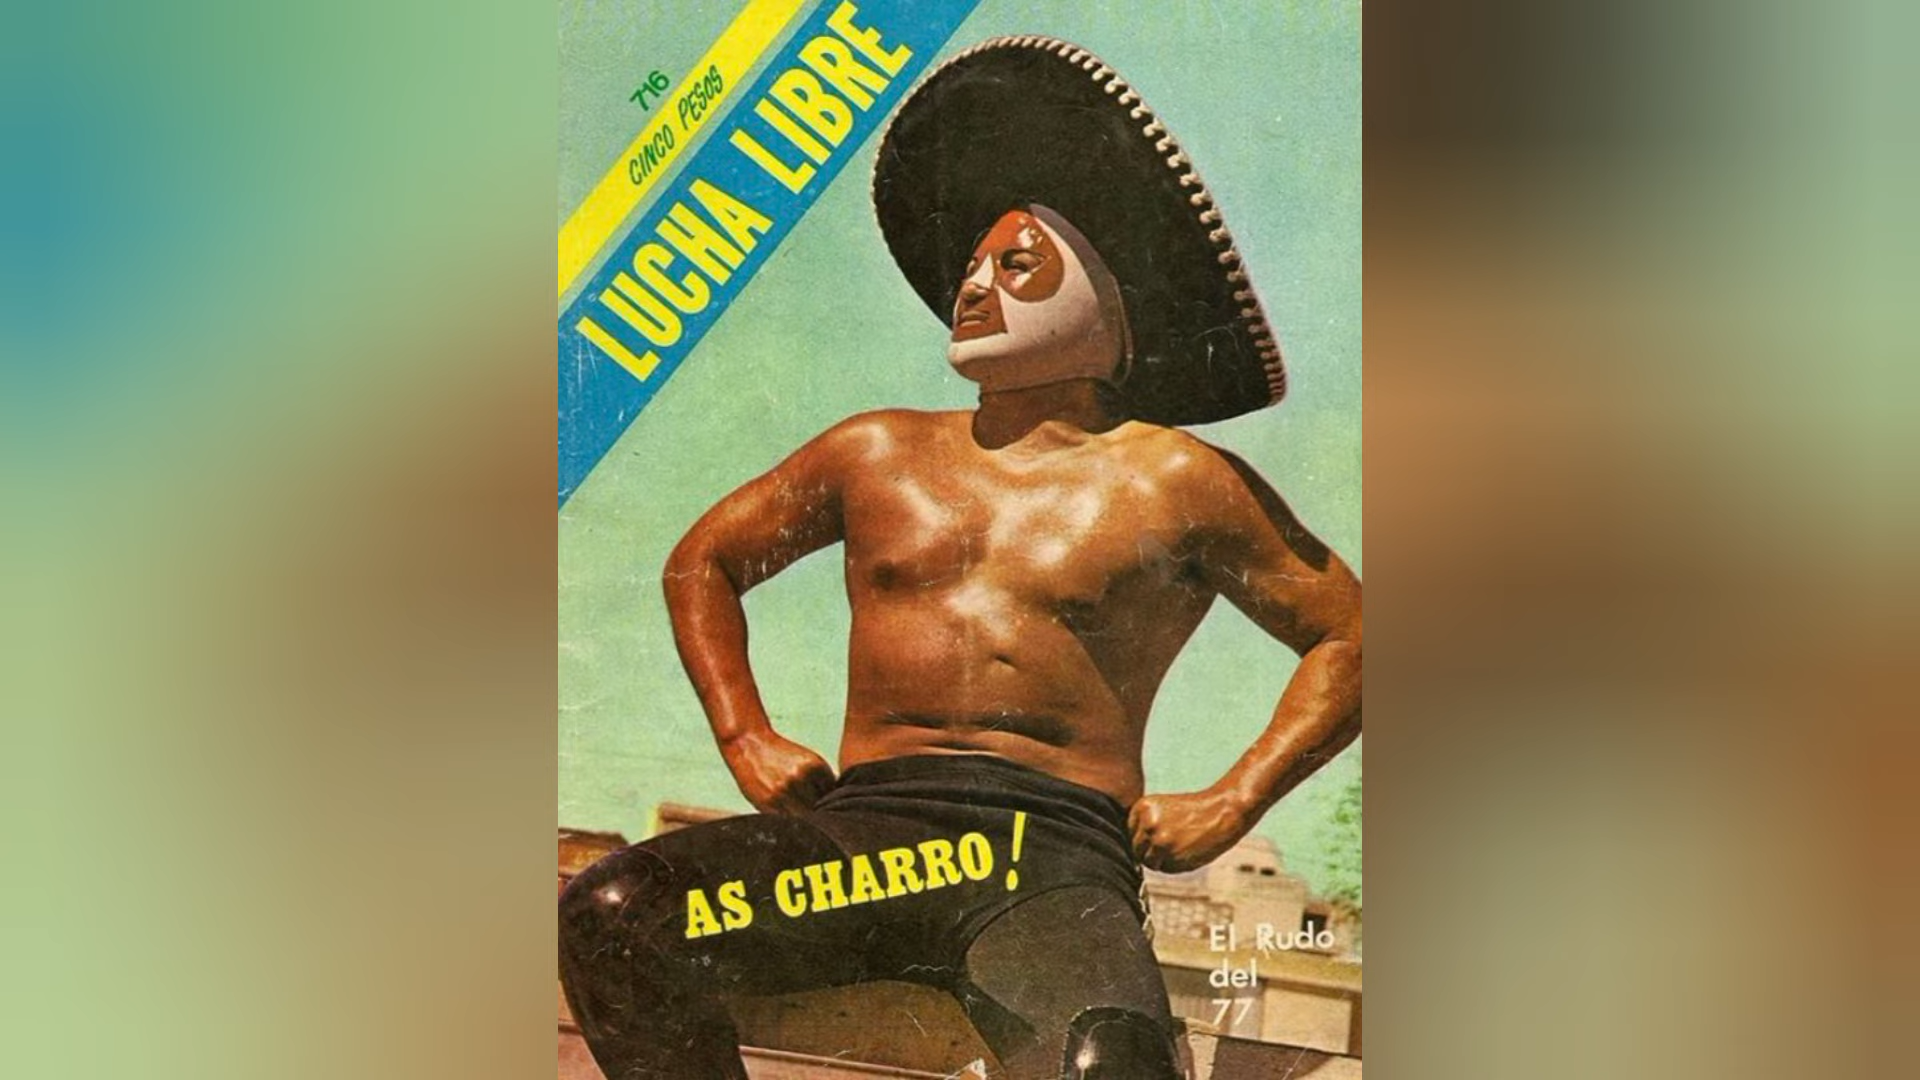 716
CINCO PESOS
LUCHA LIBRE
AS CHARRO!
El Rudo
del
77